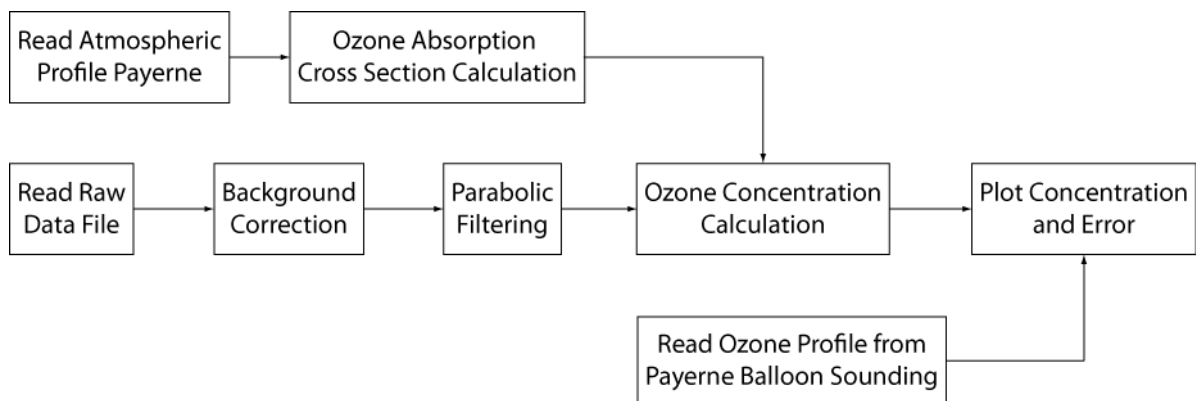 Read Atmospheric
Profile Payerne
Ozone Absorption
Cross Section Calculation
Read Raw
Data File
Background
Correction
Parabolic
Filtering
Ozone Concentration
Calculation
Plot Concentration
and Error
Read Ozone Profile from
Payerne Balloon Sounding